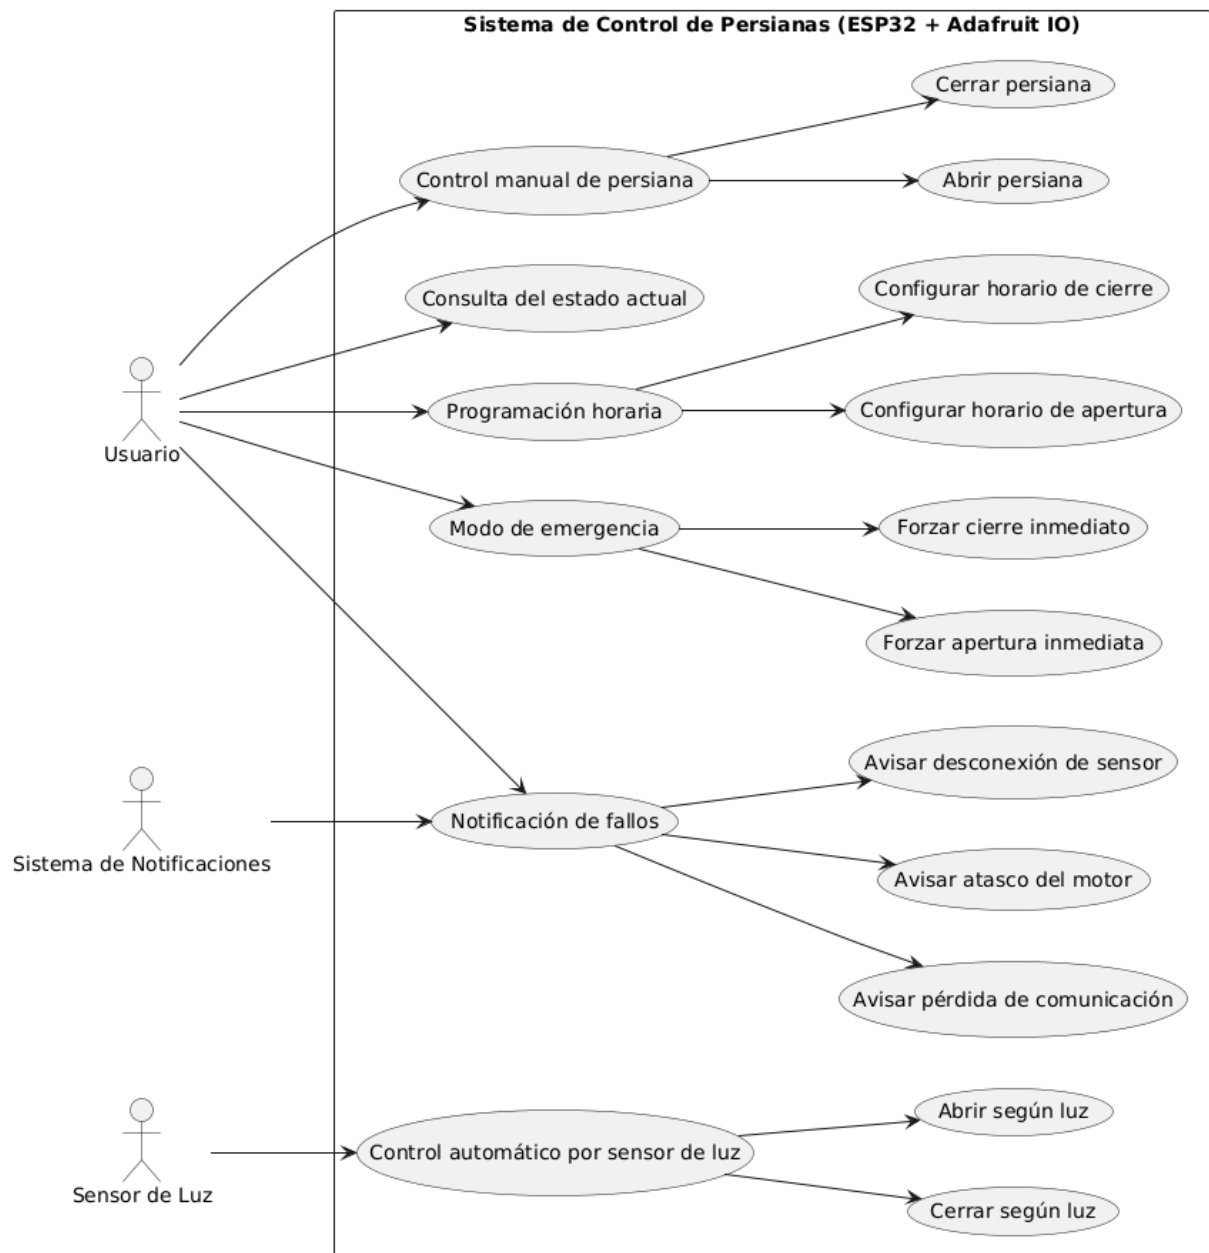 Sistema de Control de Persianas (ESP32 + Adafruit IO)
Cerrar persiana
Control manual de persiana
Abrir persiana
Consulta del estado actual
Configurar horario de cierre
Usuario
Programación horaria
Configurar horario de apertura
Modo de emergencia
Forzar cierre inmediato
Forzar apertura inmediata
Avisar desconexión de sensor
Sistema de Notificaciones
Notificación de fallos
Avisar atasco del motor
Avisar pérdida de comunicación
Abrir según luz
Sensor de Luz
Control automático por sensor de luz
Cerrar según luz